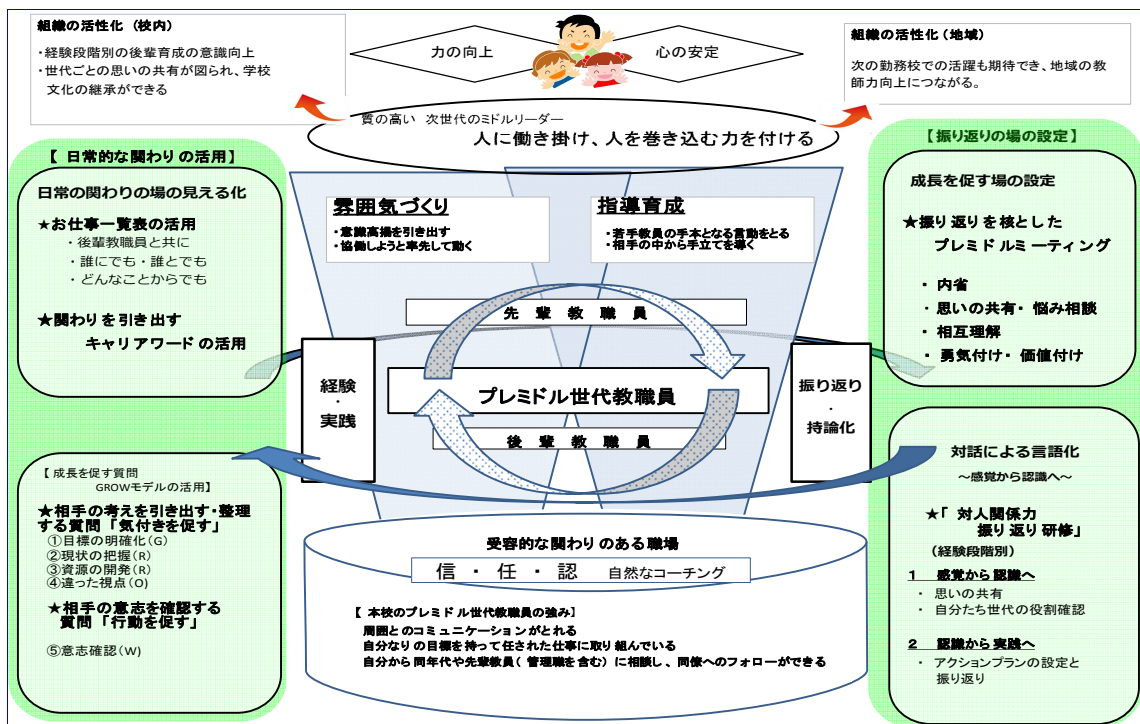 組織の活性化（校内）
・経験段階別の後輩育成の意識向上
・世代ごとの思いの共有が図られ、学校
文化の継承ができる
力の向上
心の安定
組織の活性化（地域）
次の勤務校での活躍も期待でき、地域の教
師力向上につながる。
質の高い 次世代のミドルリーダー
人に働き掛け、人を巻き込む力を付ける
【 日常的な関わりの活用】
日常の関わりの場の見える化
★お仕事一覧表の活用
・後輩教職員と共に
・誰にでも・誰とでも
・どんなことからでも
★関わりを引き出す
キャリアワードの活用
雰囲気づくり
・意識高揚を引き出す
・協働しようと率先して動く
指導育成
・若手教員の手本となる言動をとる
・相手の中から手立てを導く
【振り返りの場の設定】
成長を促す場の設定
★振り返りを核とした
プレミドルミーティング
・ 内省
・ 思いの共有・ 悩み相談
・ 相互理解
・ 勇気付け・ 価値付け
先 輩 教 職 員
経験
・
実践
プレミドル世代教職員
振り返り
・
持論化
後 輩 教 職 員
【 成長を促す質問
GROWモデルの活用】
★相手の考えを引き出す・整理
する質問「気付きを促す」
①目標の明確化(G)
②現状の把握(R)
③資源の開発(R)
④違った視点(O)
★相手の意志を確認する
質問「行動を促す」
⑤意志確認(W)
受容的な関わりのある職場
信 ・ 任 ・ 認 自然なコーチング
【 本校のプレミドル世代教職員の強み】
周囲とのコミュニケーションがとれる
自分なりの目標を持って任された仕事に取り組んでいる
自分から同年代や先輩教員( 管理職を含む) に相談し、同僚へのフォローができる
対話による言語化
～感覚から認識へ～
★「 対人関係力
振り返り研修」
（経験段階別）
1 感覚から認識へ
・ 思いの共有
・ 自分たち世代の役割確認
2 認識から実践へ
・ アクションプランの設定と
振り返り